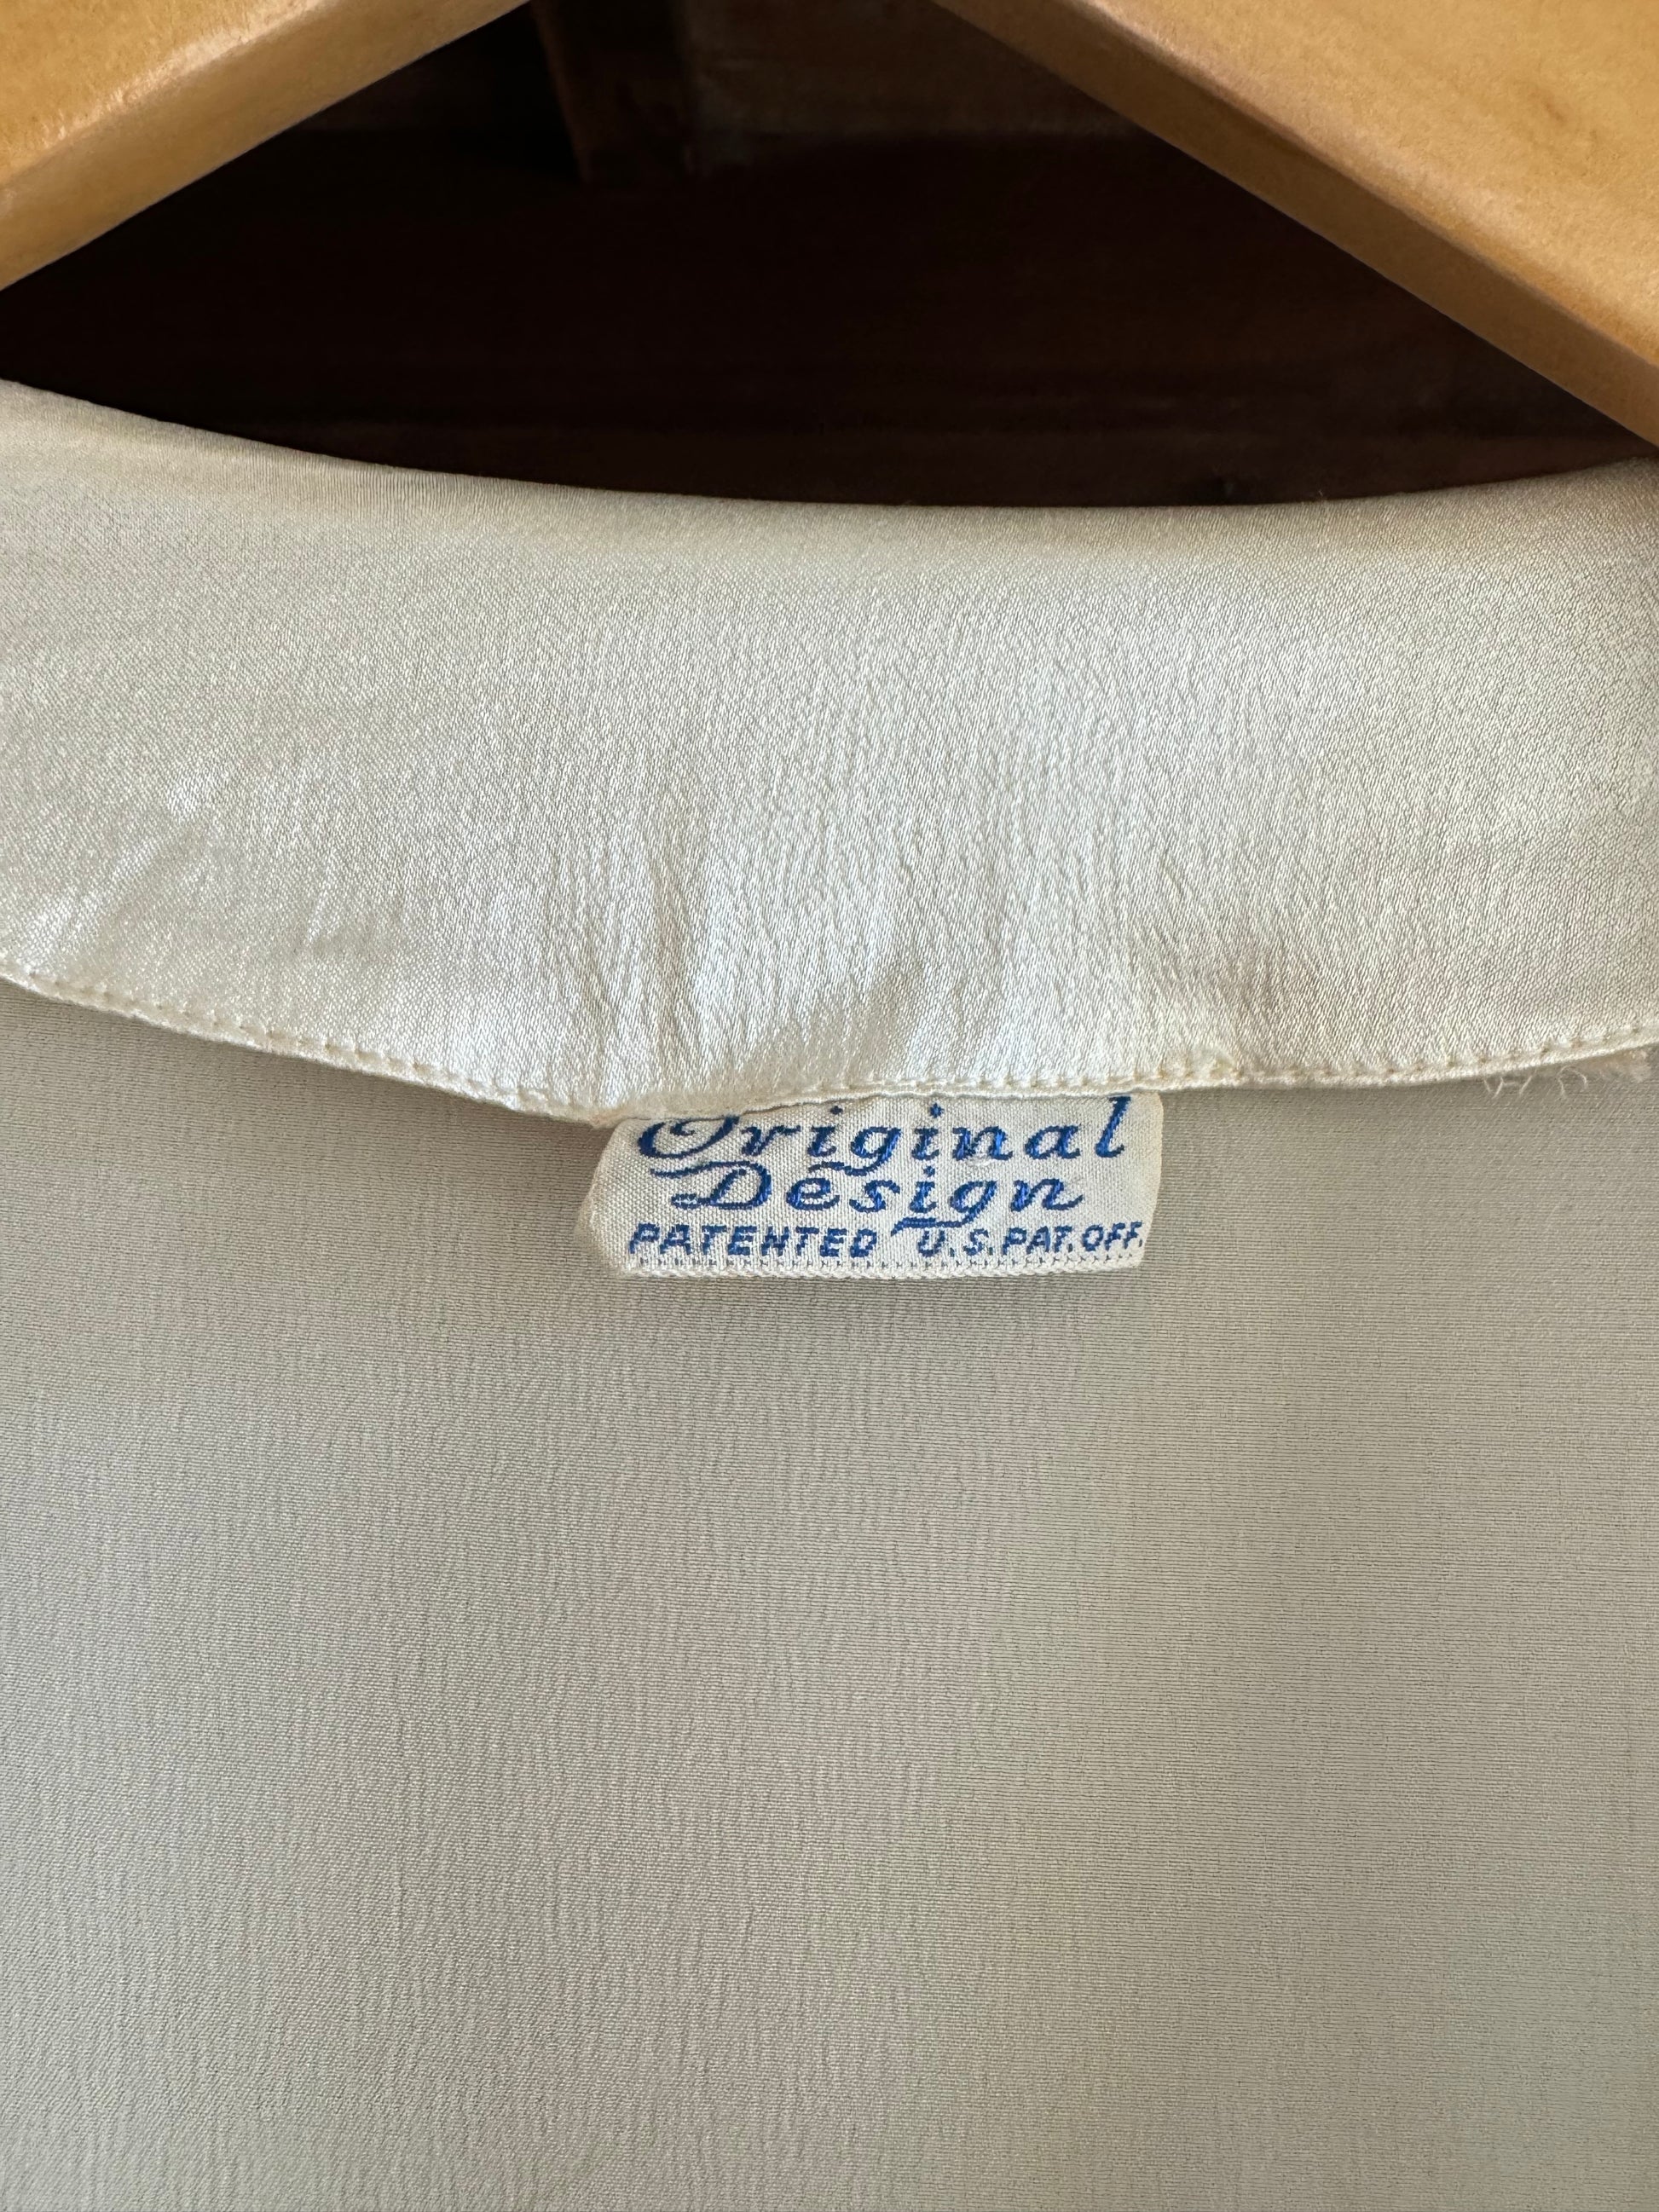 Original
Design
PATENTED U.S.PAT.OFF.